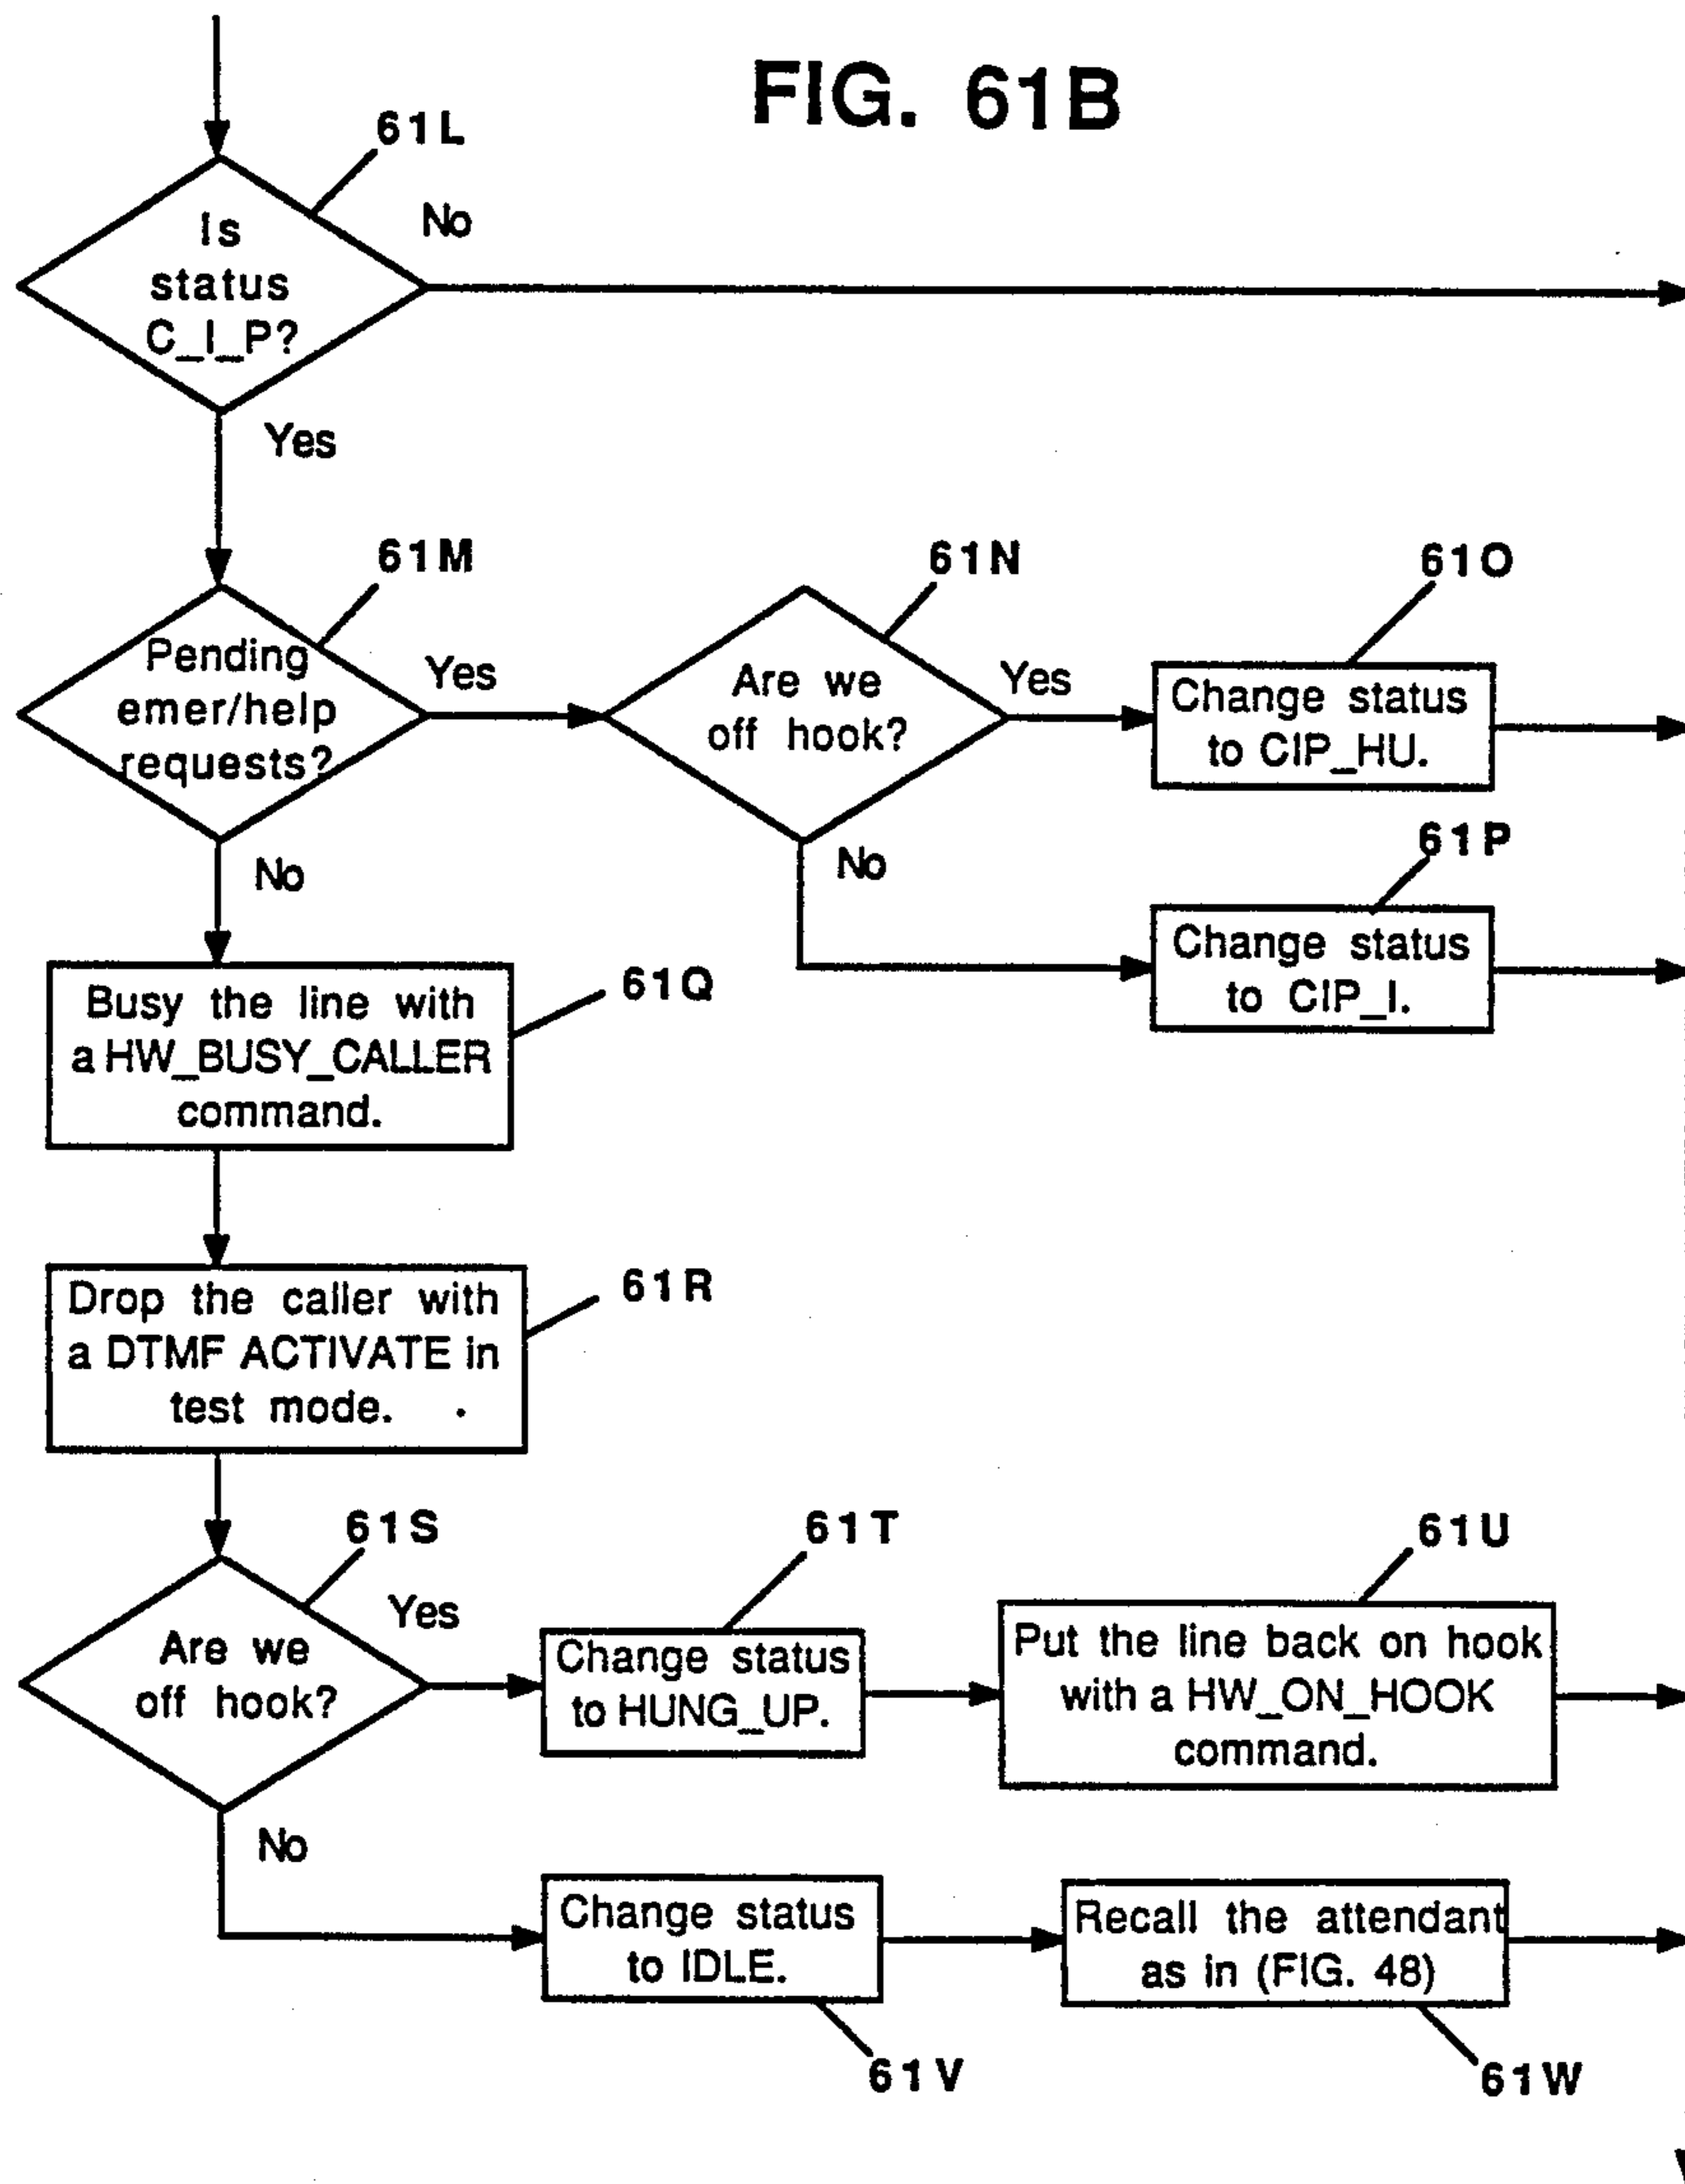 FIG. 61B
61L
Is
status
C_I_P?
No
Yes
61M
Pending
emer/help
requests?
Yes
No
61N
Are we
off hook?
Yes
No
61O
Change status
to CIP_HU.
61P
Change status
to CIP_I.
61Q
Busy the line with
a HW_BUSY_CALLER
command.
61R
Drop the caller with
a DTMF ACTIVATE in
test mode.
61S
Are we
off hook?
Yes
No
61T
Change status
to HUNG_UP.
61U
Put the line back on hook
with a HW_ON_HOOK
command.
Change status
to IDLE.
61V
Recall the attendant
as in (FIG. 48)
61W